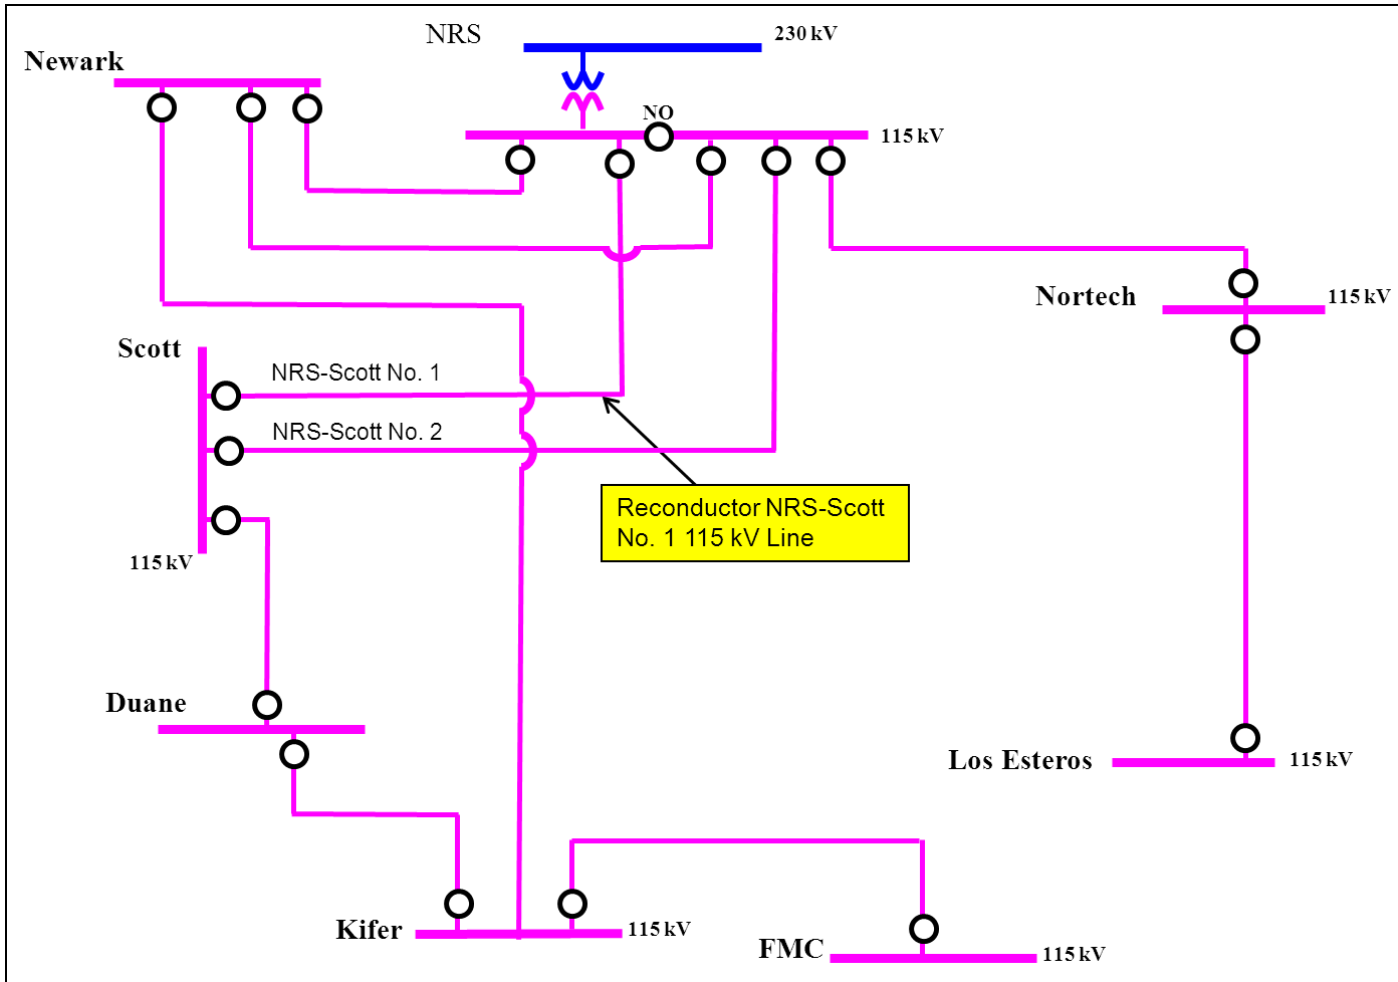 NRS
230 kV
Newark
NO
115 kV
Nortech
115 kV
Scott
NRS-Scott No. 1
NRS-Scott No. 2
Reconductor NRS-Scott
No. 1 115 kV Line
115 kV
Duane
Los Esteros
115 kV
Kifer
115 kV
FMC
115 kV